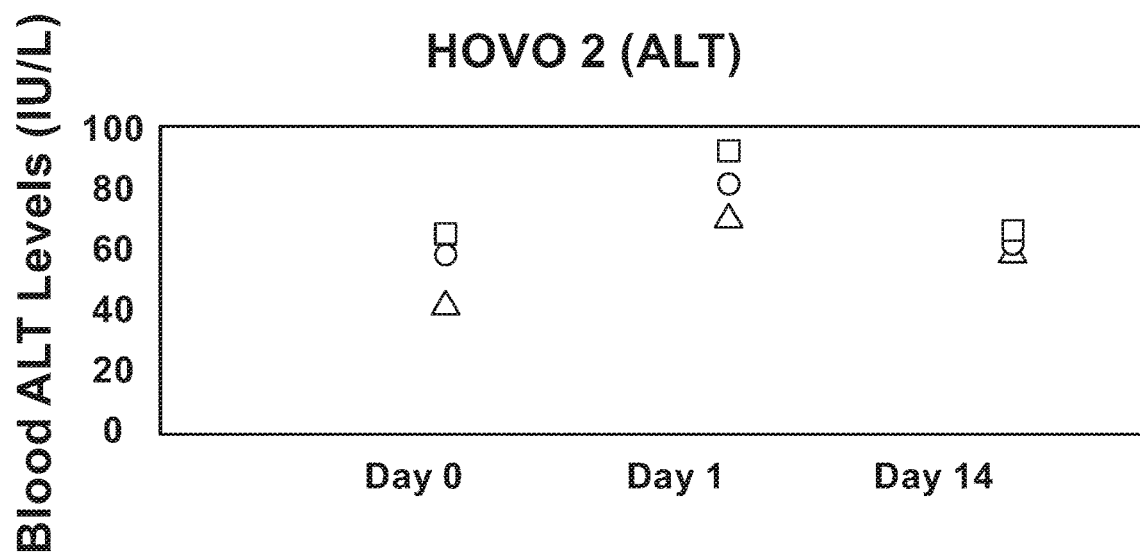 HOVO 2 (ALT)
Blood ALT Levels (IU/L)
100
80
60
40
20
0
Day 0 Day 1 Day 14